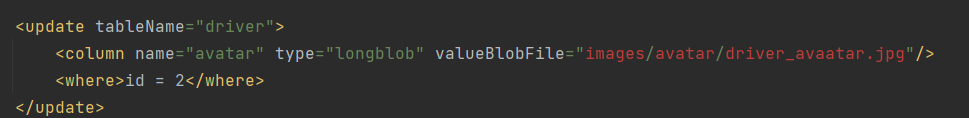 <update tableName="driver">
<column name="avatar" type="longblob" valueBlobFile="images/avatar/driver_avaatar.jpg"/>
<where>id = 2</where>
</update>